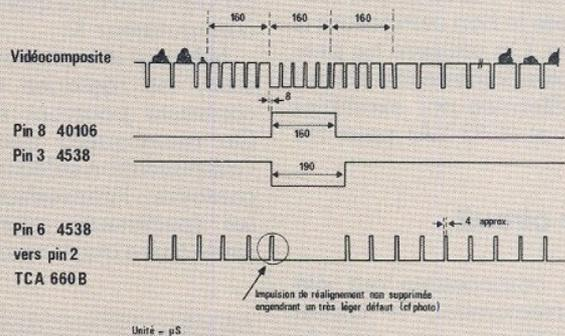 160 160 160
Vidéocomposite
8
Pin 8 40106
160
Pin 3 4538
190
Pin 6 4538
4 approx.
vers pin 2
TCA 660B
Impulsion de réalignement non supprimée
engendrant un très léger défaut (cf photo)
Unité = µS